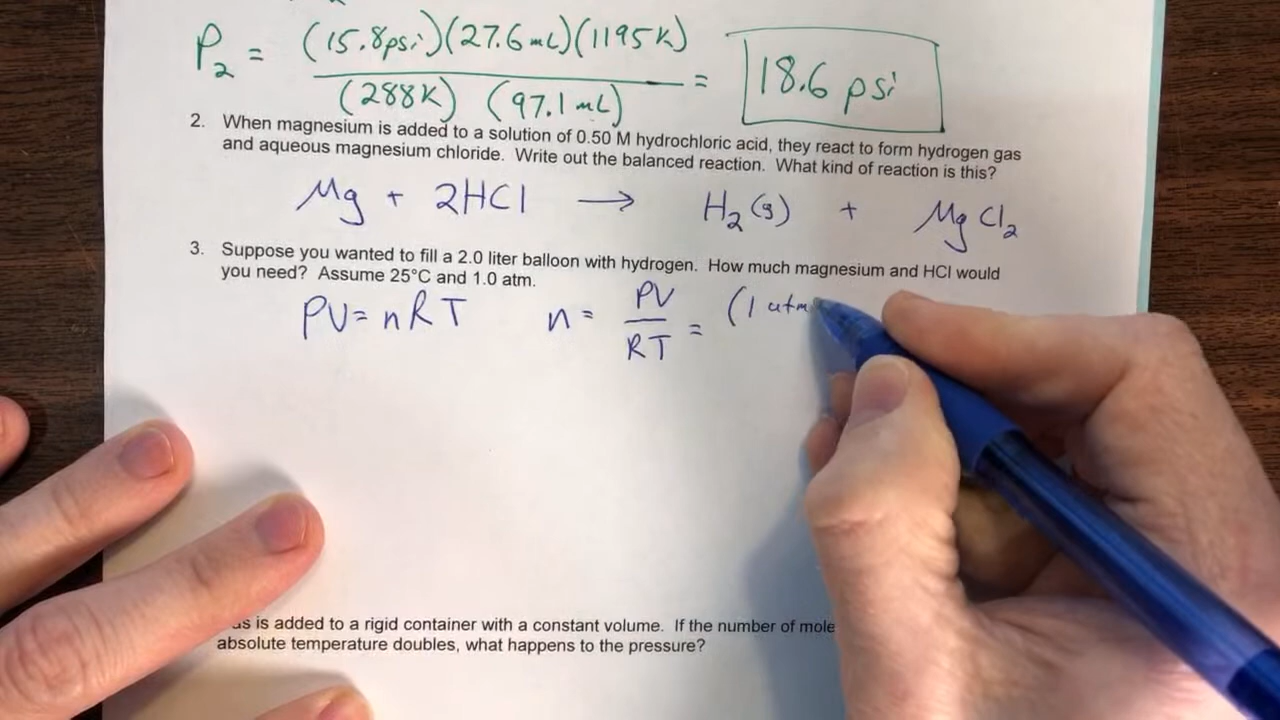 P₂ = (15.8psi)(27.6mL)(1195K) / (288K) (97.1mL) = 18.6 psi
2. When magnesium is added to a solution of 0.50 M hydrochloric acid, they react to form hydrogen gas
and aqueous magnesium chloride. Write out the balanced reaction. What kind of reaction is this?
Mg + 2HCl → H₂(g) + MgCl₂
3. Suppose you wanted to fill a 2.0 liter balloon with hydrogen. How much magnesium and HCl would
you need? Assume 25°C and 1.0 atm.
PV = nRT n = PV / RT = (1 atm
is added to a rigid container with a constant volume. If the number of mole
absolute temperature doubles, what happens to the pressure?